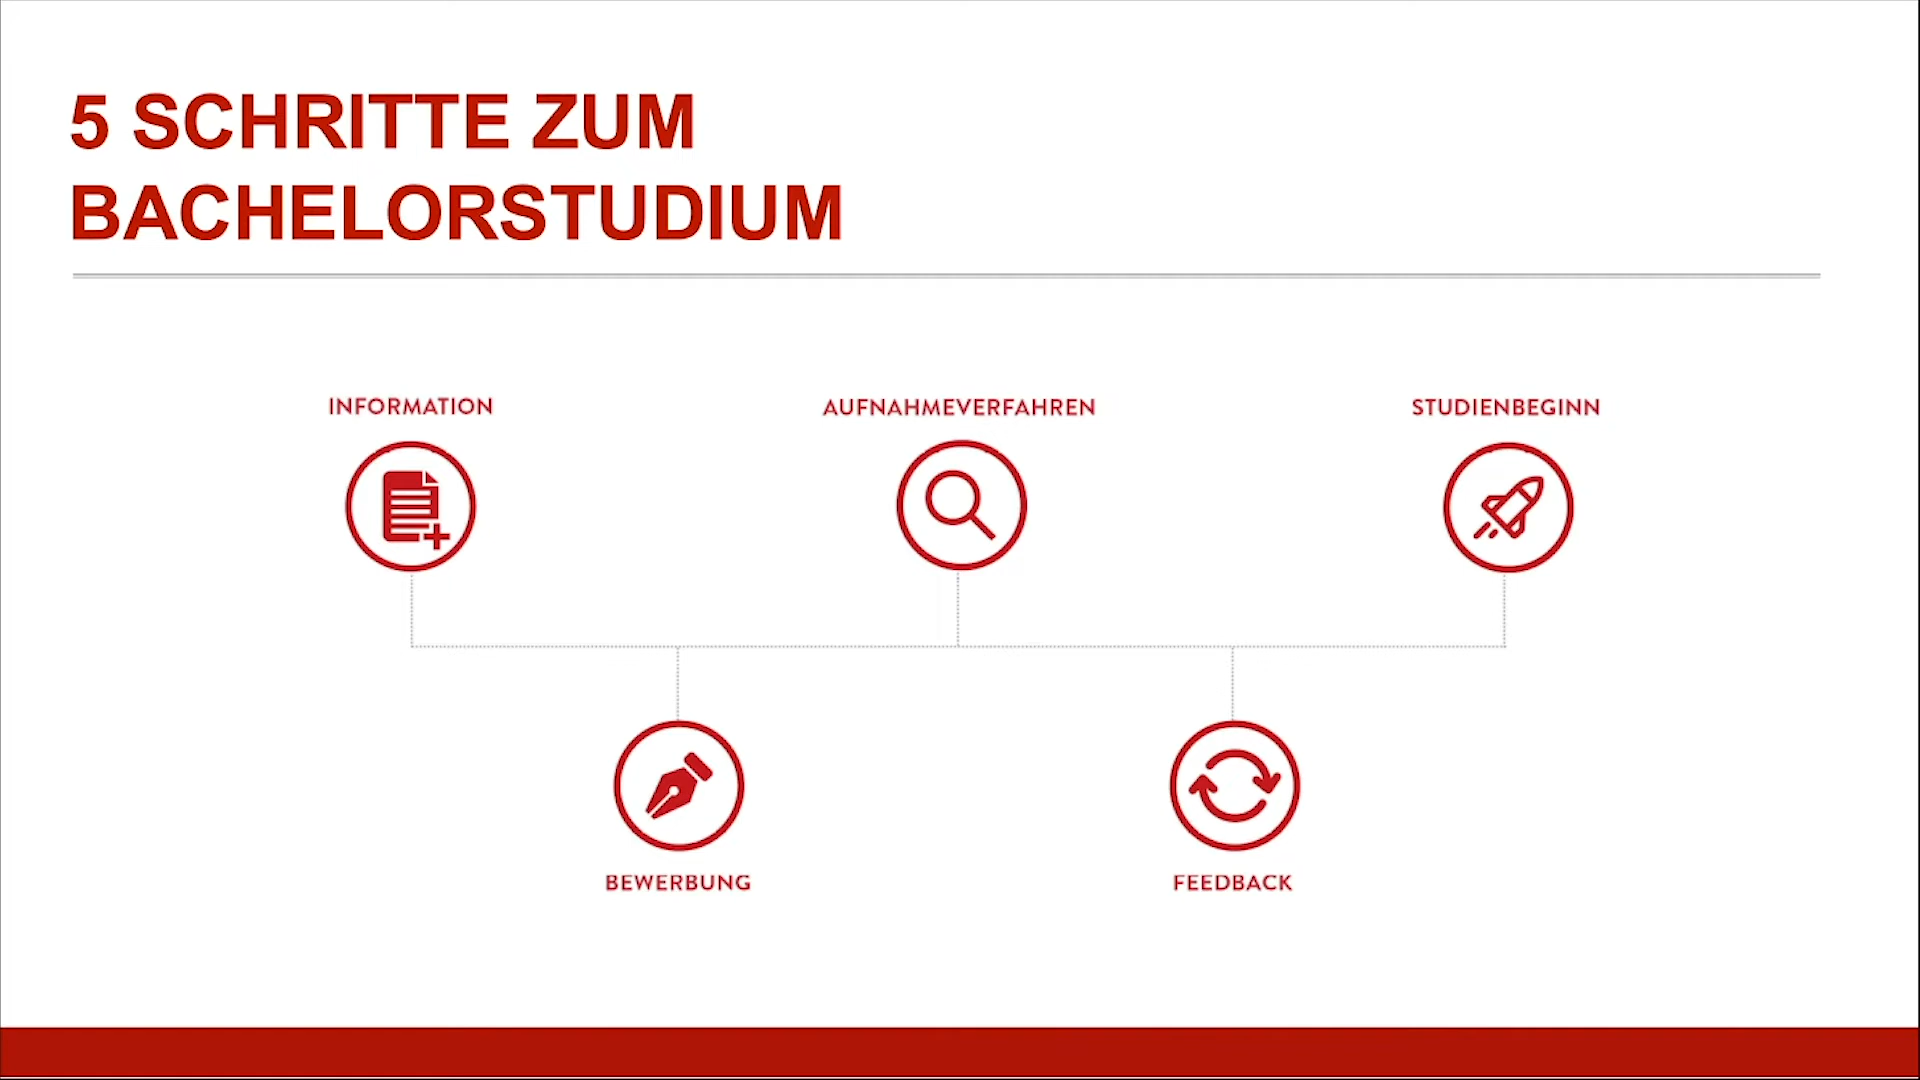 5 SCHRITTE ZUM
BACHELORSTUDIUM
INFORMATION
AUFNAHMEVERFAHREN
STUDIENBEGINN
BEWERBUNG
FEEDBACK